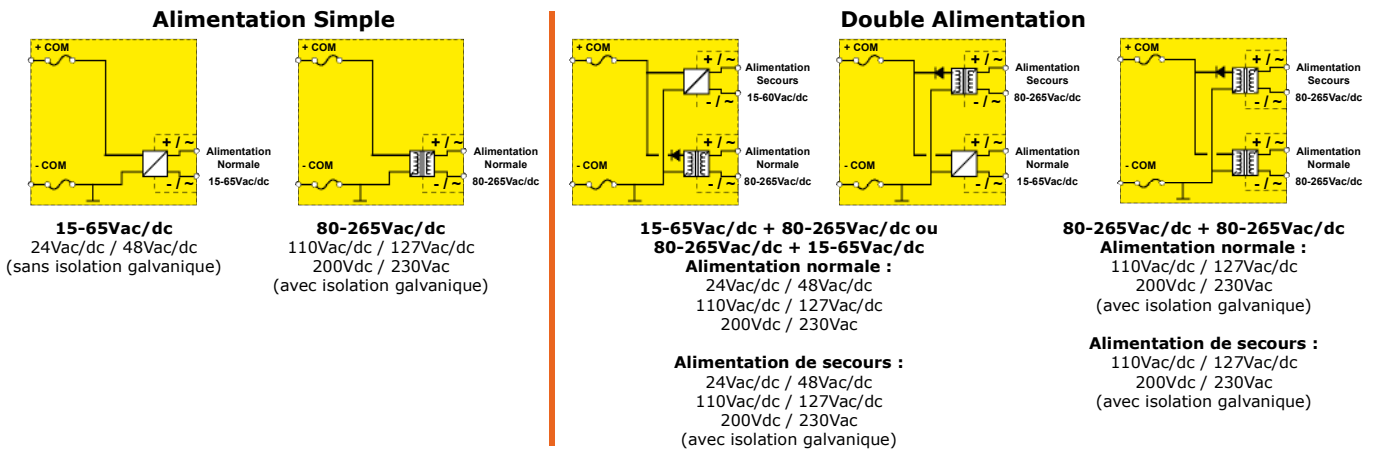 Alimentation Simple
+ COM
- COM
+ / ~
- / ~
Alimentation
Normale
15-65Vac/dc
15-65Vac/dc
24Vac/dc / 48Vac/dc
(sans isolation galvanique)
+ COM
- COM
+ / ~
- / ~
Alimentation
Normale
80-265Vac/dc
80-265Vac/dc
110Vac/dc / 127Vac/dc
200Vdc / 230Vac
(avec isolation galvanique)
Double Alimentation
+ COM
- COM
+ / ~
- / ~
Alimentation
Secours
15-60Vac/dc
+ / ~
- / ~
Alimentation
Normale
80-265Vac/dc
+ COM
- COM
+ / ~
- / ~
Alimentation
Secours
80-265Vac/dc
+ / ~
- / ~
Alimentation
Normale
15-65Vac/dc
15-65Vac/dc + 80-265Vac/dc ou
80-265Vac/dc + 15-65Vac/dc
Alimentation normale :
24Vac/dc / 48Vac/dc
110Vac/dc / 127Vac/dc
200Vdc / 230Vac
Alimentation de secours :
24Vac/dc / 48Vac/dc
110Vac/dc / 127Vac/dc
200Vdc / 230Vac
(avec isolation galvanique)
+ COM
- COM
+ / ~
- / ~
Alimentation
Secours
80-265Vac/dc
+ / ~
- / ~
Alimentation
Normale
80-265Vac/dc
80-265Vac/dc + 80-265Vac/dc
Alimentation normale :
110Vac/dc / 127Vac/dc
200Vdc / 230Vac
(avec isolation galvanique)
Alimentation de secours :
110Vac/dc / 127Vac/dc
200Vdc / 230Vac
(avec isolation galvanique)